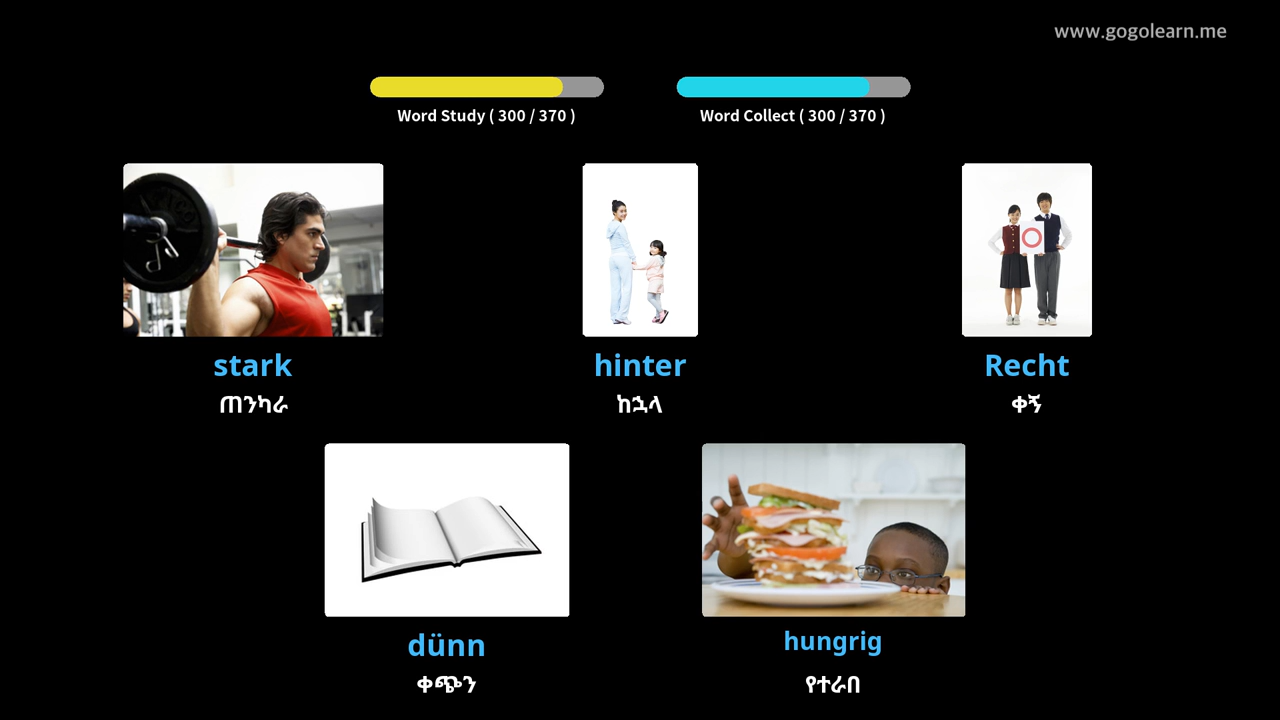 www.gogolearn.me
Word Study ( 300 / 370 )
Word Collect ( 300 / 370 )
stark
ጠንካራ
hinter
ከኋላ
Recht
ቀኝ
dünn
ቀጭን
hungrig
የተራበ